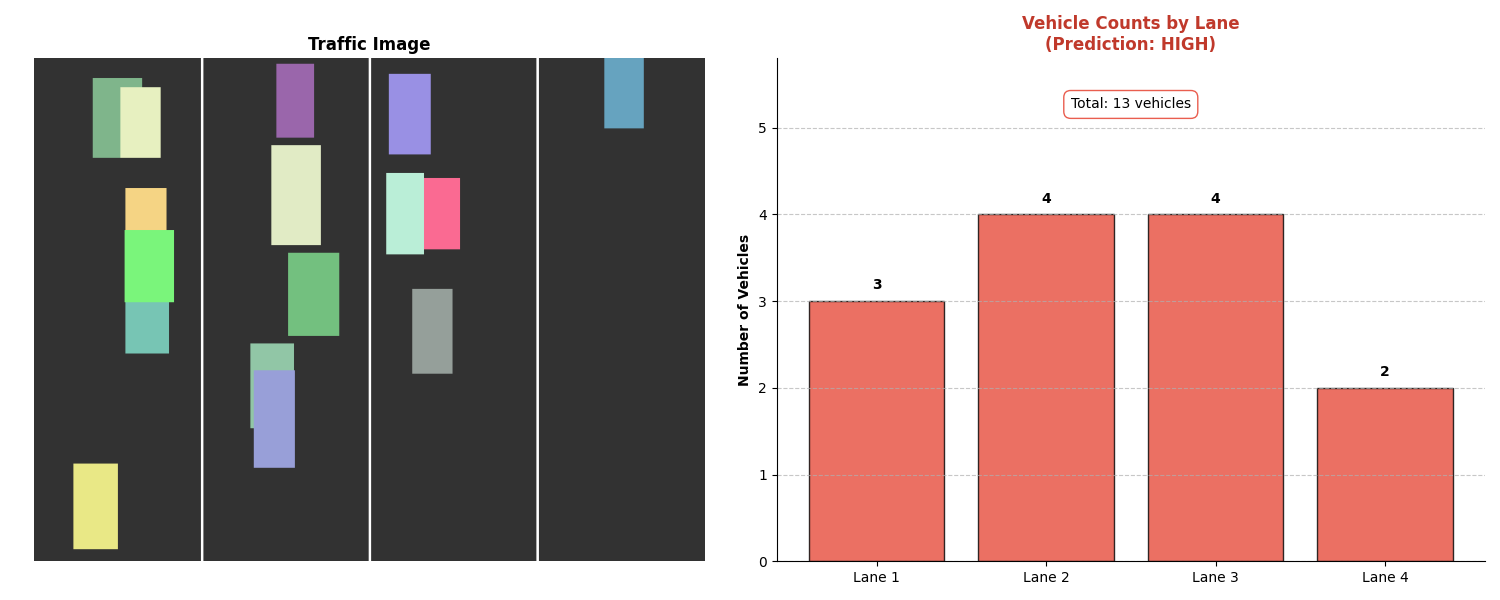 Traffic Image
Vehicle Counts by Lane
(Prediction: HIGH)
Total: 13 vehicles
Number of Vehicles
5
4
3
2
1
0
3
4
4
2
Lane 1
Lane 2
Lane 3
Lane 4